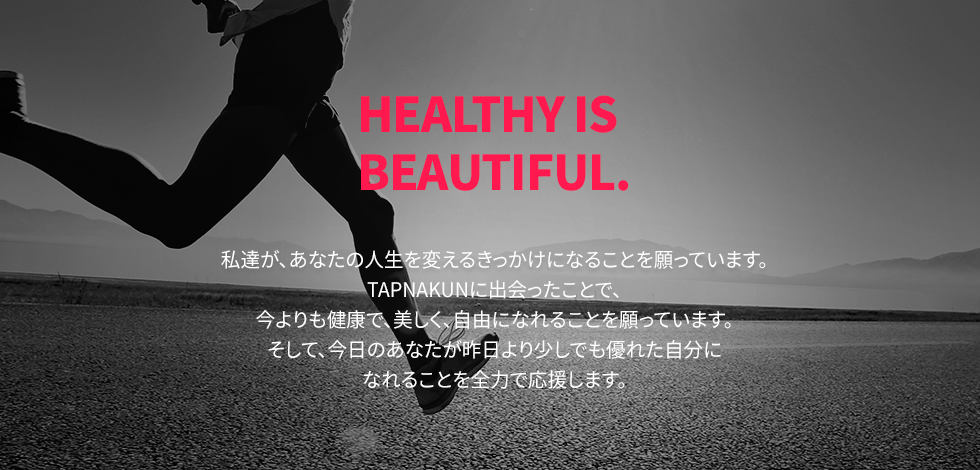 HEALTHY IS
BEAUTIFUL.
私達が、あなたの人生を変えるきっかけになることを願っています。
TAPNAKUNに出会ったことで、
今よりも健康で、美しく、自由になれることを願っています。
そして、今日のあなたが昨日より少しでも優れた自分に
なれることを全力で応援します。